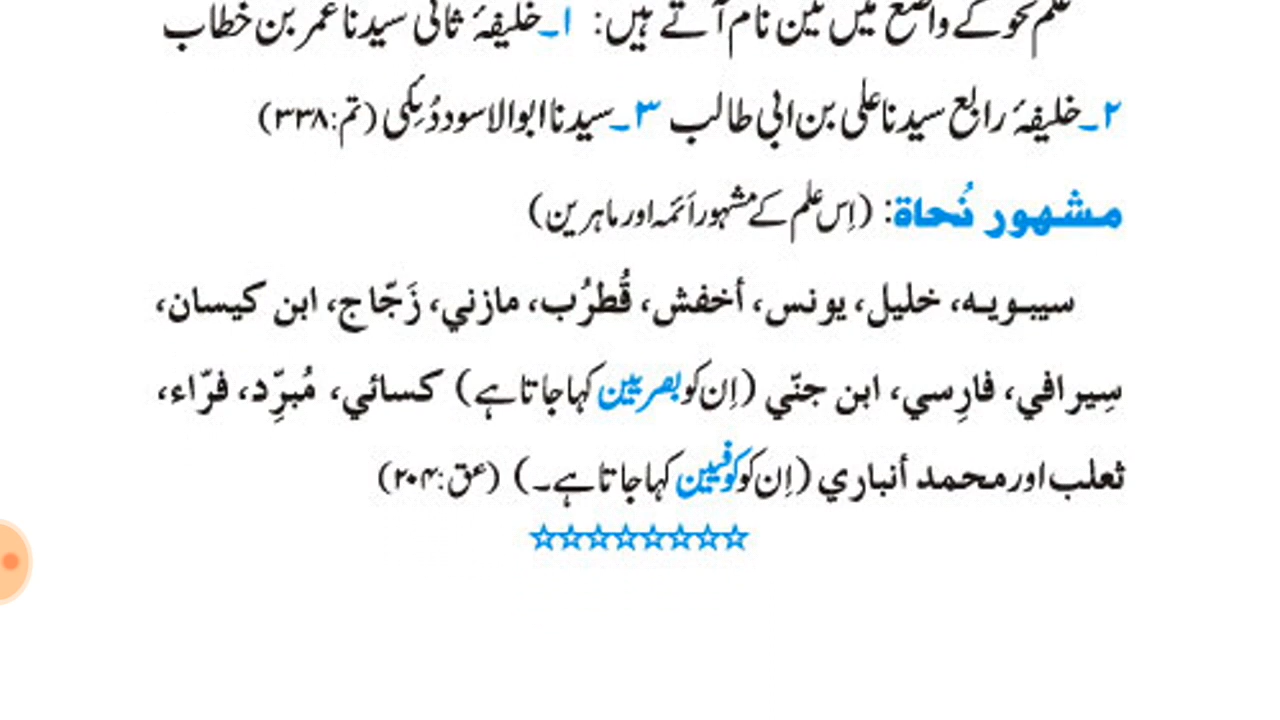 علم نحو کے واضع میں تین نام آتے ہیں: ۱۔خلیفۂ ثانی سیدنا عمر بن خطاب
۲۔خلیفۂ رابع سیدنا علی بن ابی طالب ۳۔سیدنا ابوالاسود دُئِلی (تم:۳۳۸)
مشهور نُحاة: (اِس علم کے مشہور اَئمہ اور ماہرین)
سيبويه، خليل، يونس، أخفش، قُطرُب، مازني، زَجّاج، ابن كيسان،
سِيرافي، فارِسي، ابن جنّي (اِن کو بصریین کہا جاتا ہے) كسائي، مُبرِّد، فرّاء،
ثعلب اور محمد أنباري (اِن کو کوفیین کہا جاتا ہے۔) (عق:۲۰۴)
☆☆☆☆☆☆☆☆